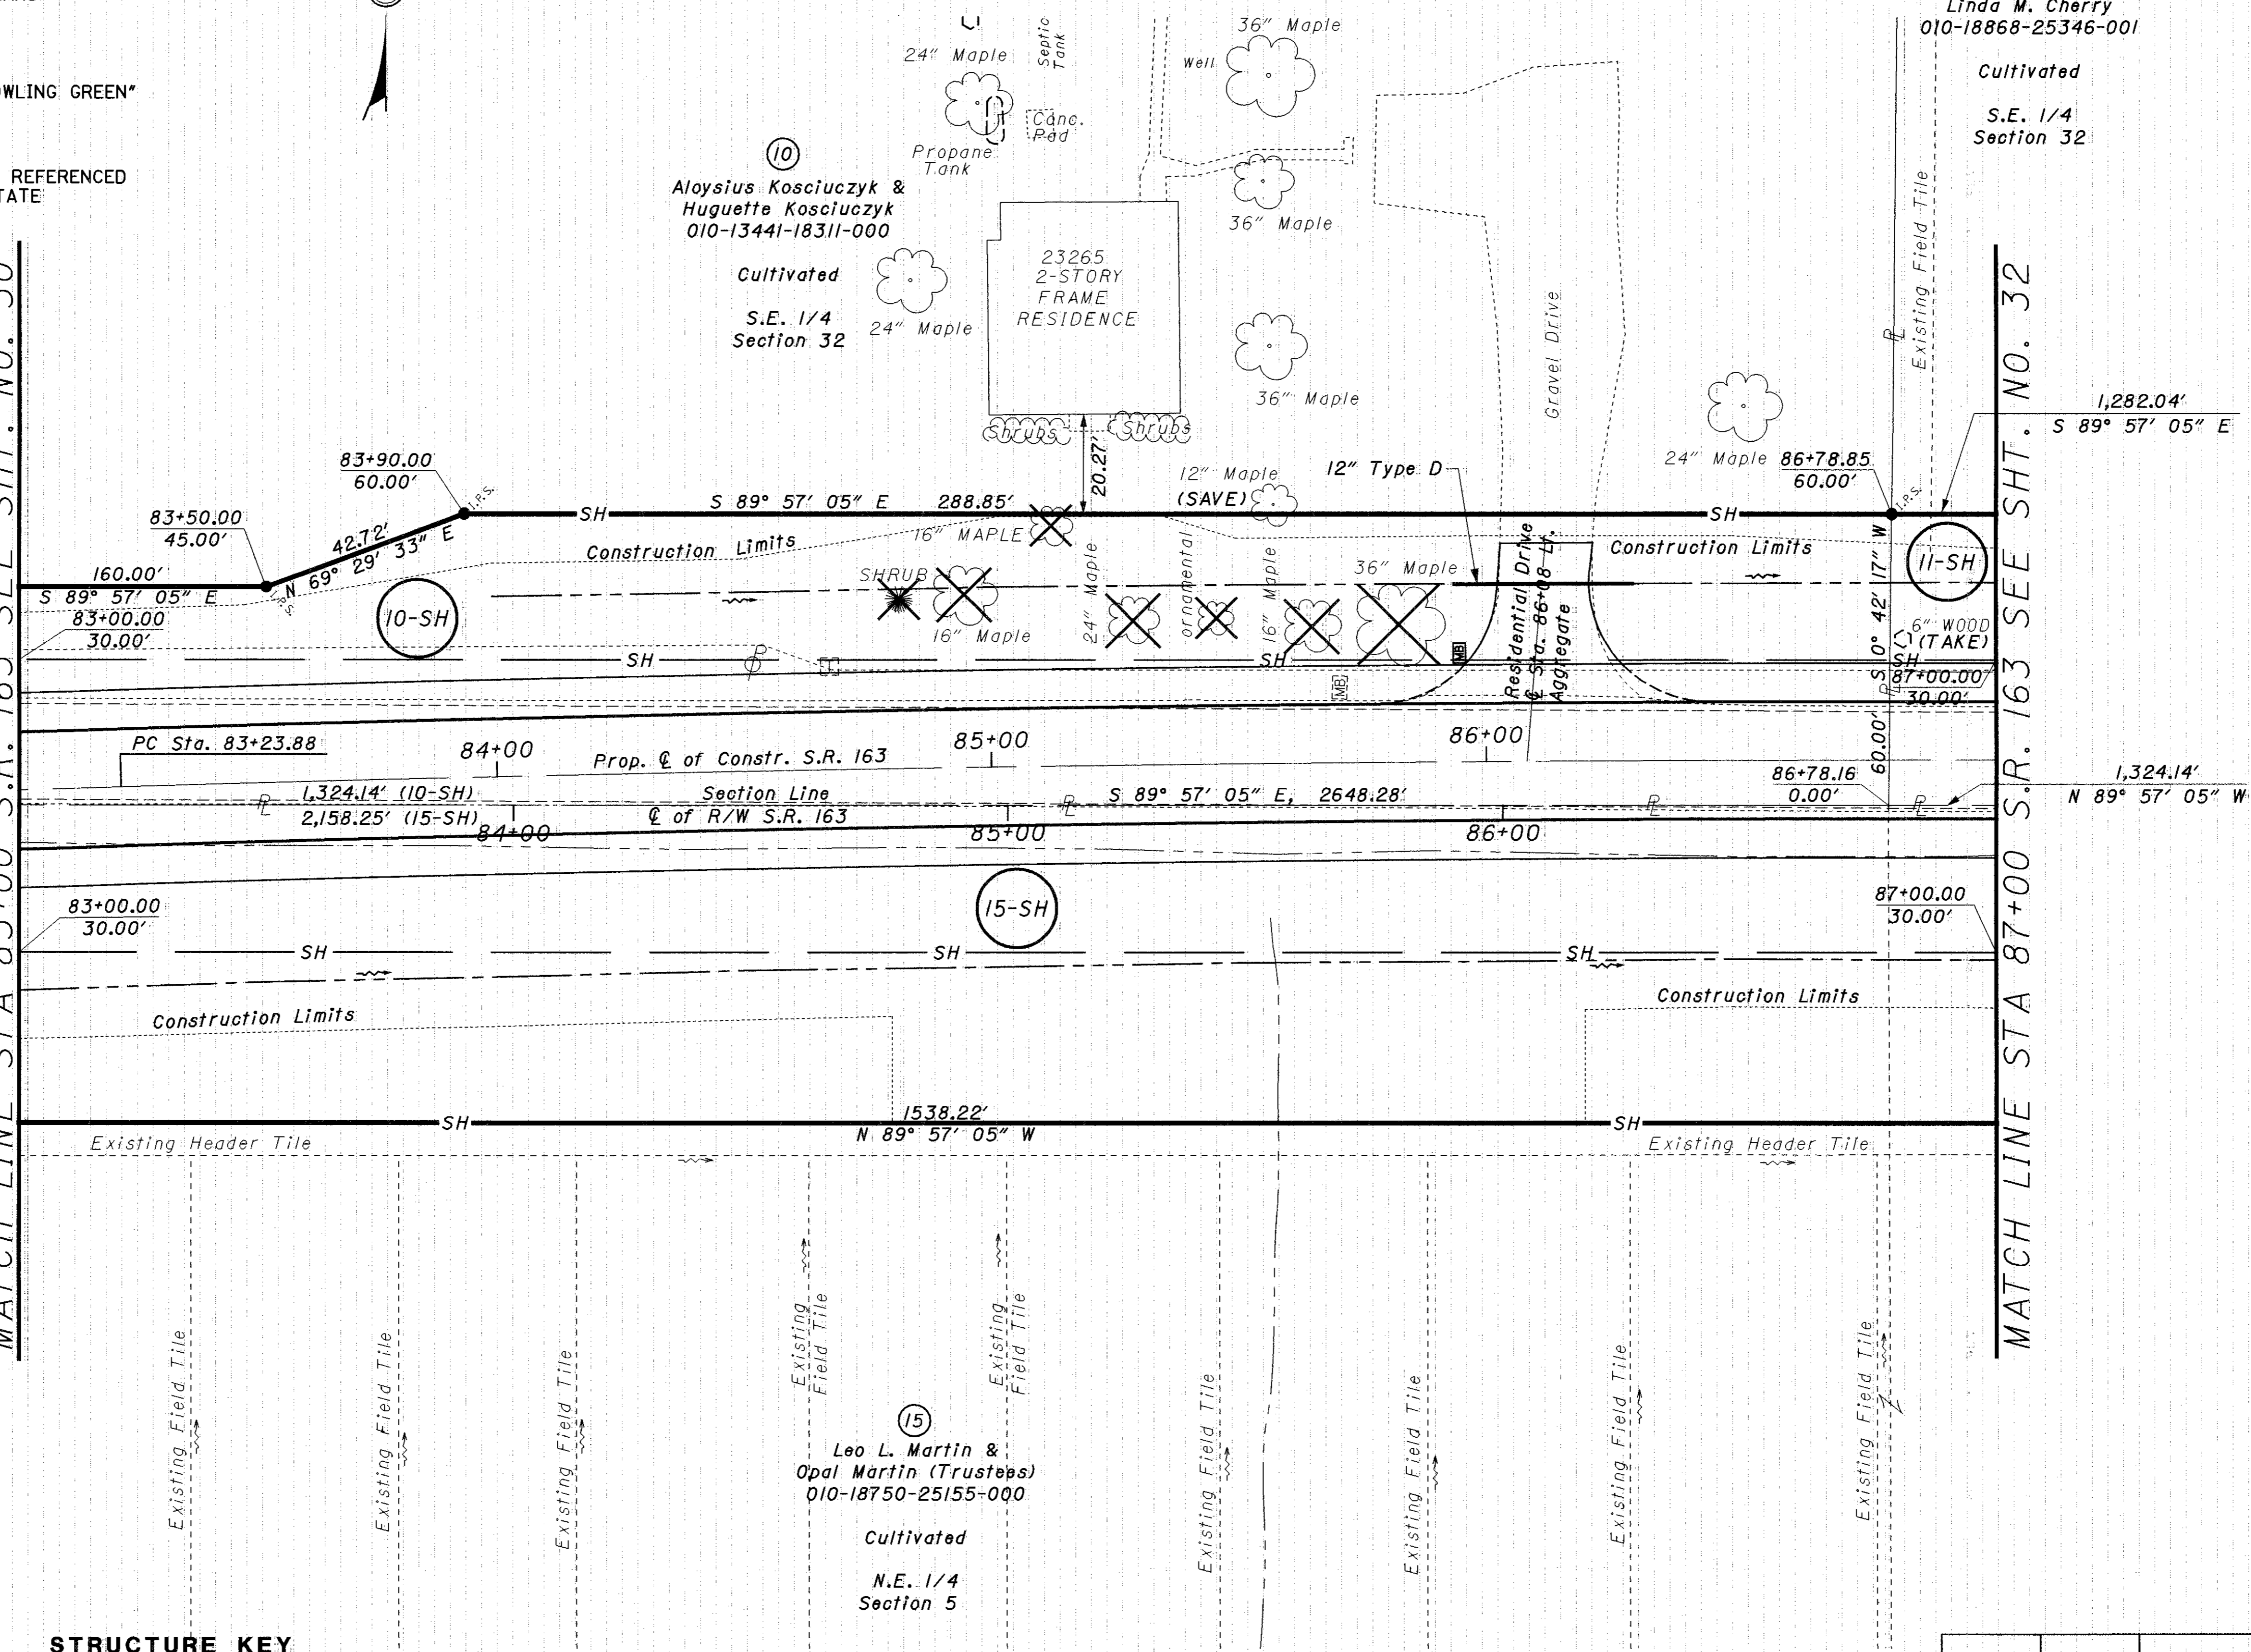 OWLING GREEN"
REFERENCED
TATE
24" Maple
Septic
Tank
36" Maple
Well
Conc.
Pad
Propane
Tank
Linda M. Cherry
010-18868-25346-001
Cultivated
S.E. 1/4
Section 32
10
Aloysius Kosciuczyk &
Huguette Kosciuczyk
010-13441-18311-000
Cultivated
S.E. 1/4
Section 32
24" Maple
36" Maple
23265
2-STORY
FRAME
RESIDENCE
36" Maple
Gravel Drive
Existing Field Tile
PL
Shrubs
Shrubs
20.27'
12" Maple
(SAVE)
12" Type D
24" Maple
86+78.85
60.00'
I.P.S.
1,282.04'
S 89° 57' 05" E
83+90.00
60.00'
I.P.S.
83+50.00
45.00'
42.72'
N 69° 29' 33" E
I.P.S.
SH
S 89° 57' 05" E 288.85'
SH
160.00'
S 89° 57' 05" E
83+00.00
30.00'
Construction Limits
16" MAPLE
10-SH
SHRUB
16" Maple
24" Maple
ornamental
16" Maple
36" Maple
Residential Drive
℄ Sta. 86+08 Lt.
Aggregate
Construction Limits
11-SH
S 0° 42' 17" W
60.00'
6" WOOD
(TAKE)
SH
P
T
SH
MB
MB
SH
87+00.00
30.00'
PC Sta. 83+23.88
84+00
Prop. ℄ of Constr. S.R. 163
85+00
86+00
86+78.16
0.00'
1,324.14'
N 89° 57' 05" W
PL
1,324.14' (10-SH)
2,158.25' (15-SH)
Section Line
℄ of R/W S.R. 163
PL
S 89° 57' 05" E, 2648.28'
PL
PL
84+00
85+00
86+00
15-SH
83+00.00
30.00'
87+00.00
30.00'
SH
SH
SH
Construction Limits
Construction Limits
SH
1538.22'
N 89° 57' 05" W
SH
Existing Header Tile
Existing Header Tile
Existing Field Tile
Existing Field Tile
Existing Field Tile
Existing
Field Tile
Existing
Field Tile
Existing Field Tile
Existing Field Tile
Existing Field Tile
Existing Field Tile
15
Leo L. Martin &
Opal Martin (Trustees)
010-18750-25155-000
Cultivated
N.E. 1/4
Section 5
MATCH LINE STA 83+00 S.R. 163 SEE SHT. NO. 30
MATCH LINE STA 87+00 S.R. 163 SEE SHT. NO. 32
STRUCTURE KEY